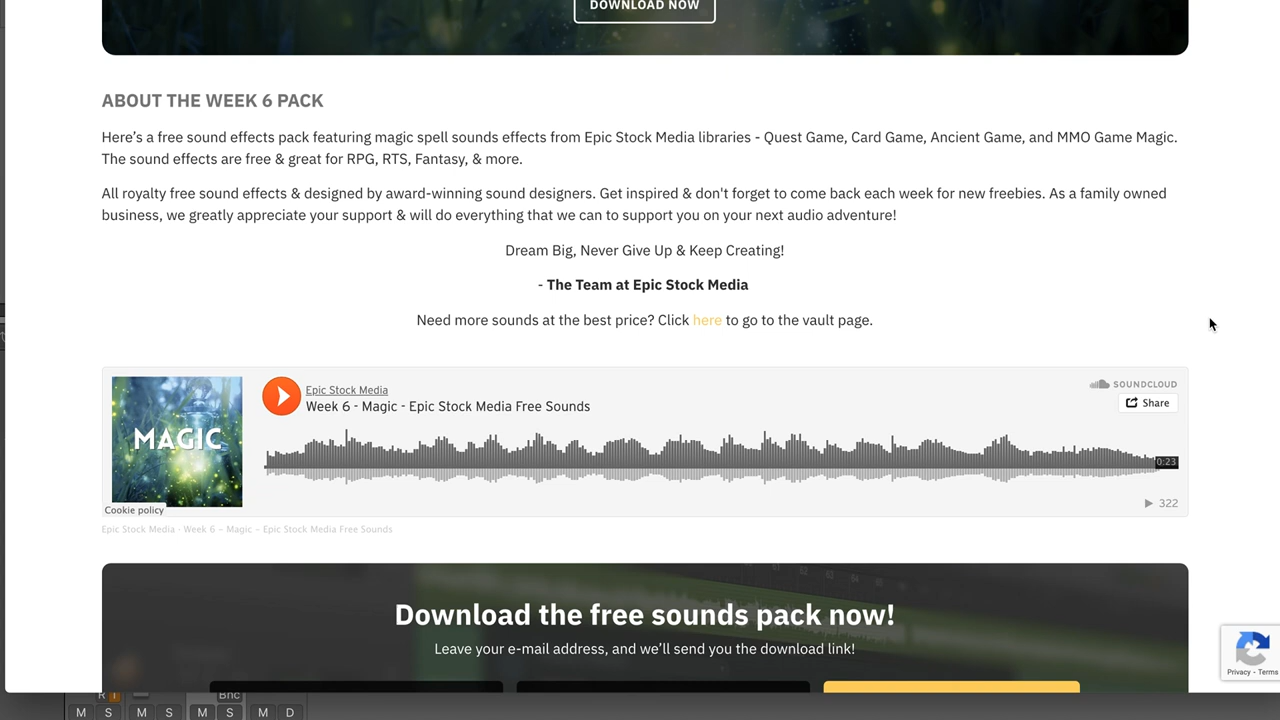 DOWNLOAD NOW
ABOUT THE WEEK 6 PACK
Here's a free sound effects pack featuring magic spell sounds effects from Epic Stock Media libraries - Quest Game, Card Game, Ancient Game, and MMO Game Magic.
The sound effects are free & great for RPG, RTS, Fantasy, & more.
All royalty free sound effects & designed by award-winning sound designers. Get inspired & don't forget to come back each week for new freebies. As a family owned
business, we greatly appreciate your support & will do everything that we can to support you on your next audio adventure!
Dream Big, Never Give Up & Keep Creating!
- The Team at Epic Stock Media
Need more sounds at the best price? Click here to go to the vault page.
Epic Stock Media
Week 6 - Magic - Epic Stock Media Free Sounds
SOUNDCLOUD
Share
MAGIC
0:23
322
Cookie policy
Epic Stock Media · Week 6 – Magic – Epic Stock Media Free Sounds
61 62 63 64
Download the free sounds pack now!
Leave your e-mail address, and we'll send you the download link!
Privacy - Terms
R I Bnc
M S M S M S M D